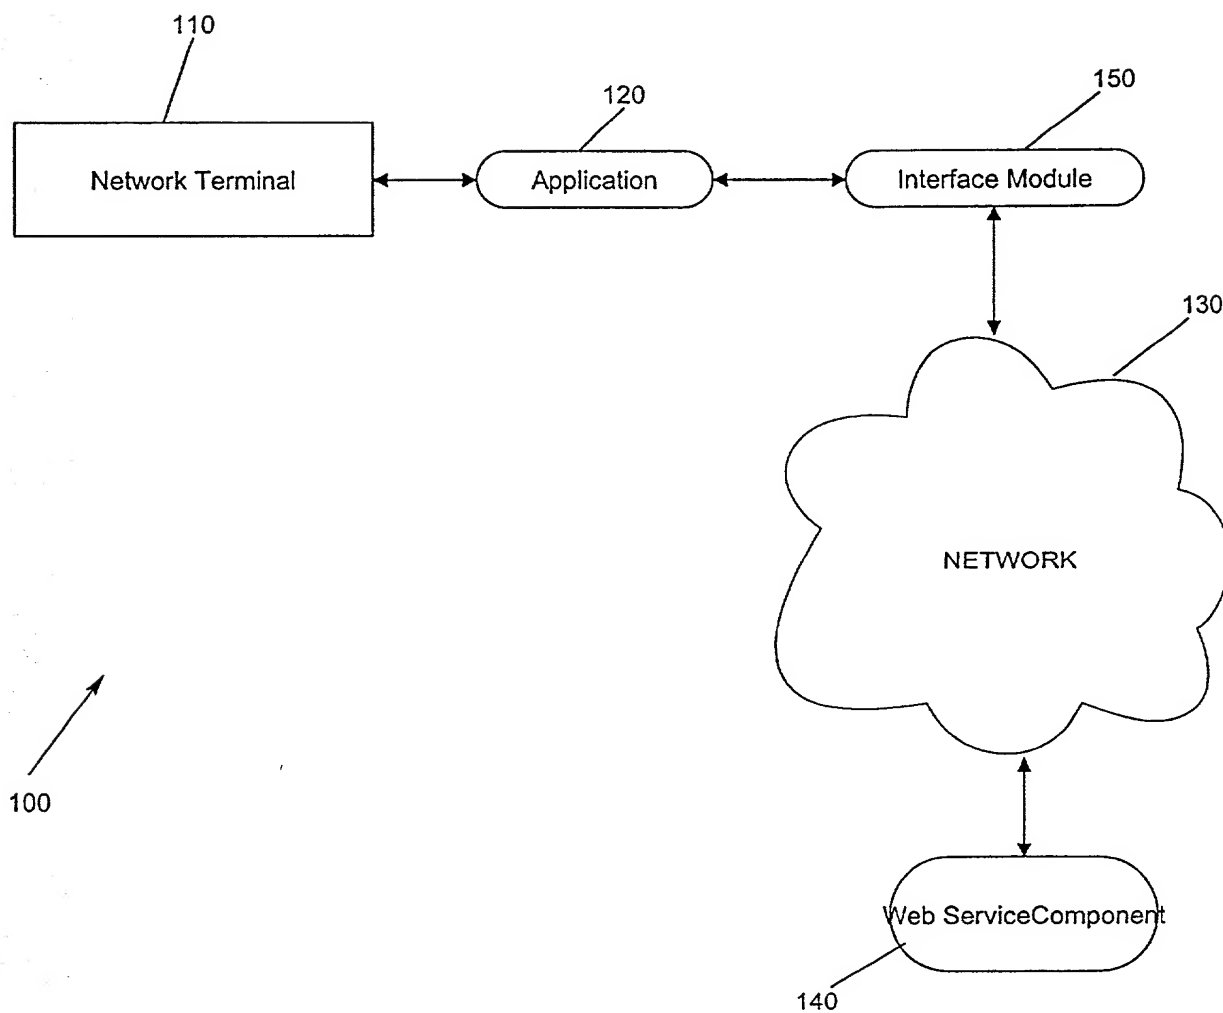 110
120
150
Network Terminal
Application
Interface Module
130
NETWORK
100
Web ServiceComponent
140